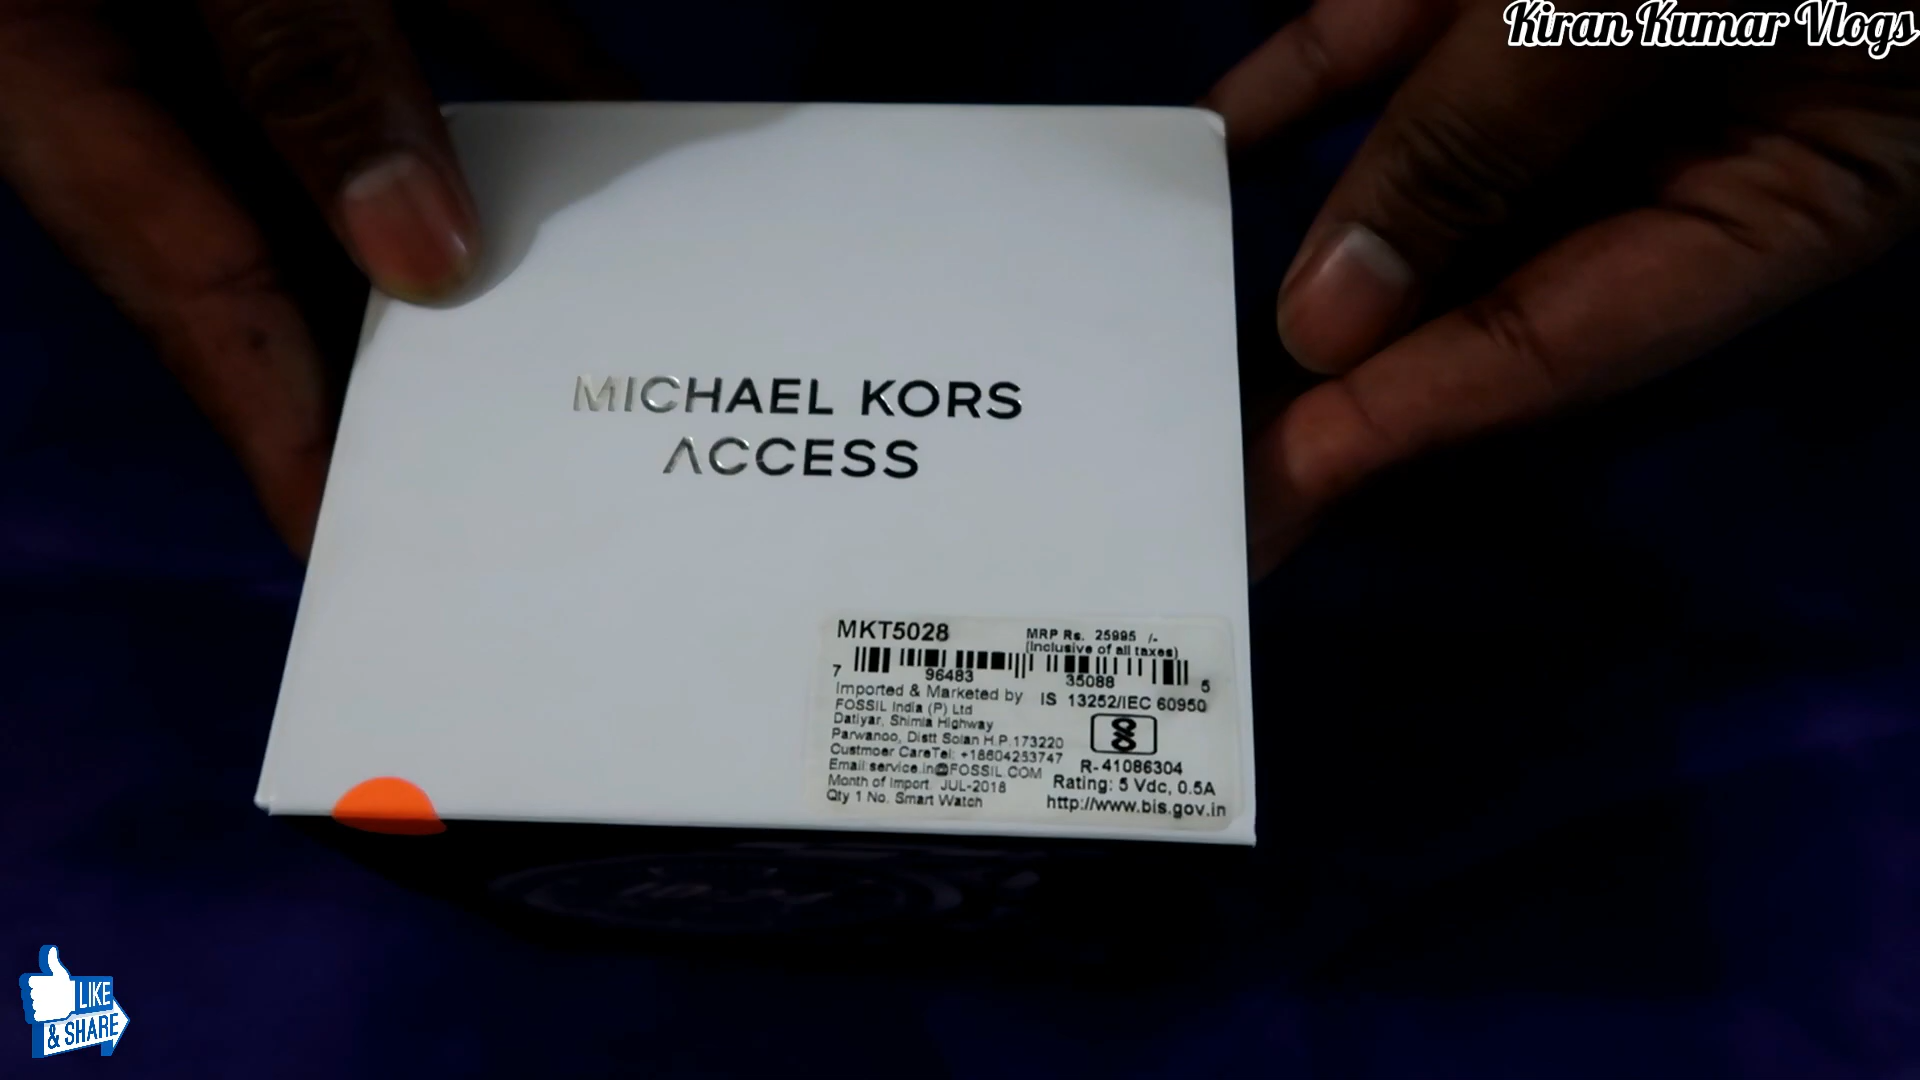 Kiran Kumar Vlogs
MICHAEL KORS
ACCESS
MKT5028
MRP Rs. 25995 /-
(Inclusive of all taxes)
7 96483 35088 5
Imported & Marketed by
FOSSIL India (P) Ltd
Datiyar, Shimla Highway
Parwanoo, Distt Solan H.P.173220
Custmoer CareTel: +18604253747
Email:service.in@FOSSIL.COM
Month of Import: JUL-2018
Qty 1 No. Smart Watch
IS 13252/IEC 60950
R-41086304
Rating: 5 Vdc, 0.5A
http://www.bis.gov.in
LIKE
& SHARE